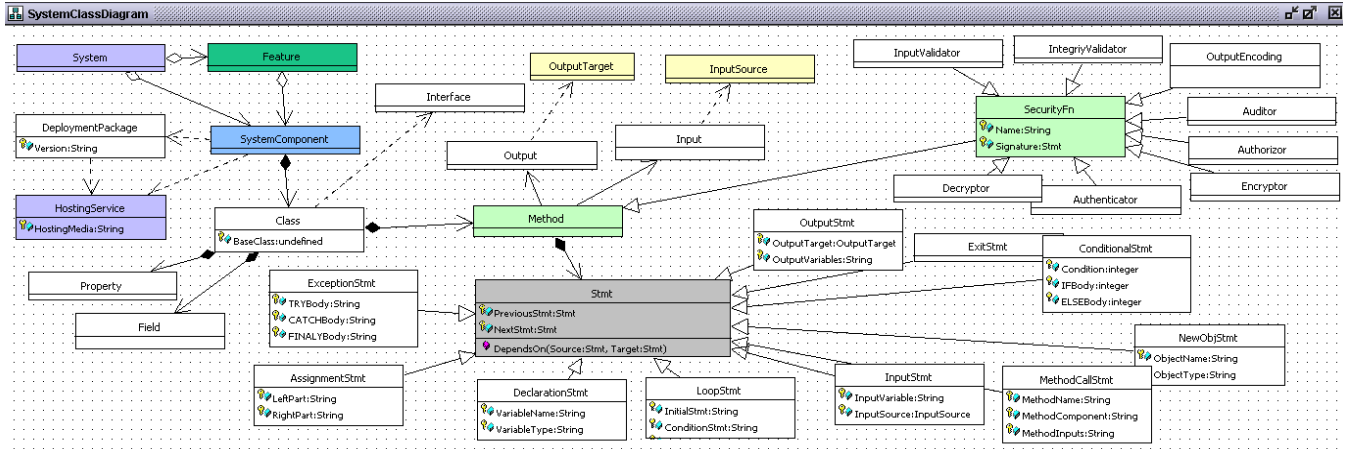 SystemClassDiagram
System
Feature
OutputTarget
InputSource
InputValidator
IntegriyValidator
OutputEncoding
Interface
SecurityFn
Name:String
Signature:Stmt
Auditor
DeploymentPackage
Version:String
SystemComponent
Output
Input
Authorizor
Decryptor
Authenticator
Encryptor
HostingService
HostingMedia:String
Class
BaseClass:undefined
Method
OutputStmt
OutputTarget:OutputTarget
OutputVariables:String
ExitStmt
ConditionalStmt
Condition:integer
IFBody:integer
ELSEBody:integer
Property
Field
ExceptionStmt
TRYBody:String
CATCHBody:String
FINALYBody:String
Stmt
PreviousStmt:Stmt
NextStmt:Stmt
DependsOn(Source:Stmt, Target:Stmt)
NewObjStmt
ObjectName:String
ObjectType:String
AssignmentStmt
LeftPart:String
RightPart:String
DeclarationStmt
VariableName:String
VariableType:String
LoopStmt
InitialStmt:String
ConditionStmt:String
InputStmt
InputVariable:String
InputSource:InputSource
MethodCallStmt
MethodName:String
MethodComponent:String
MethodInputs:String